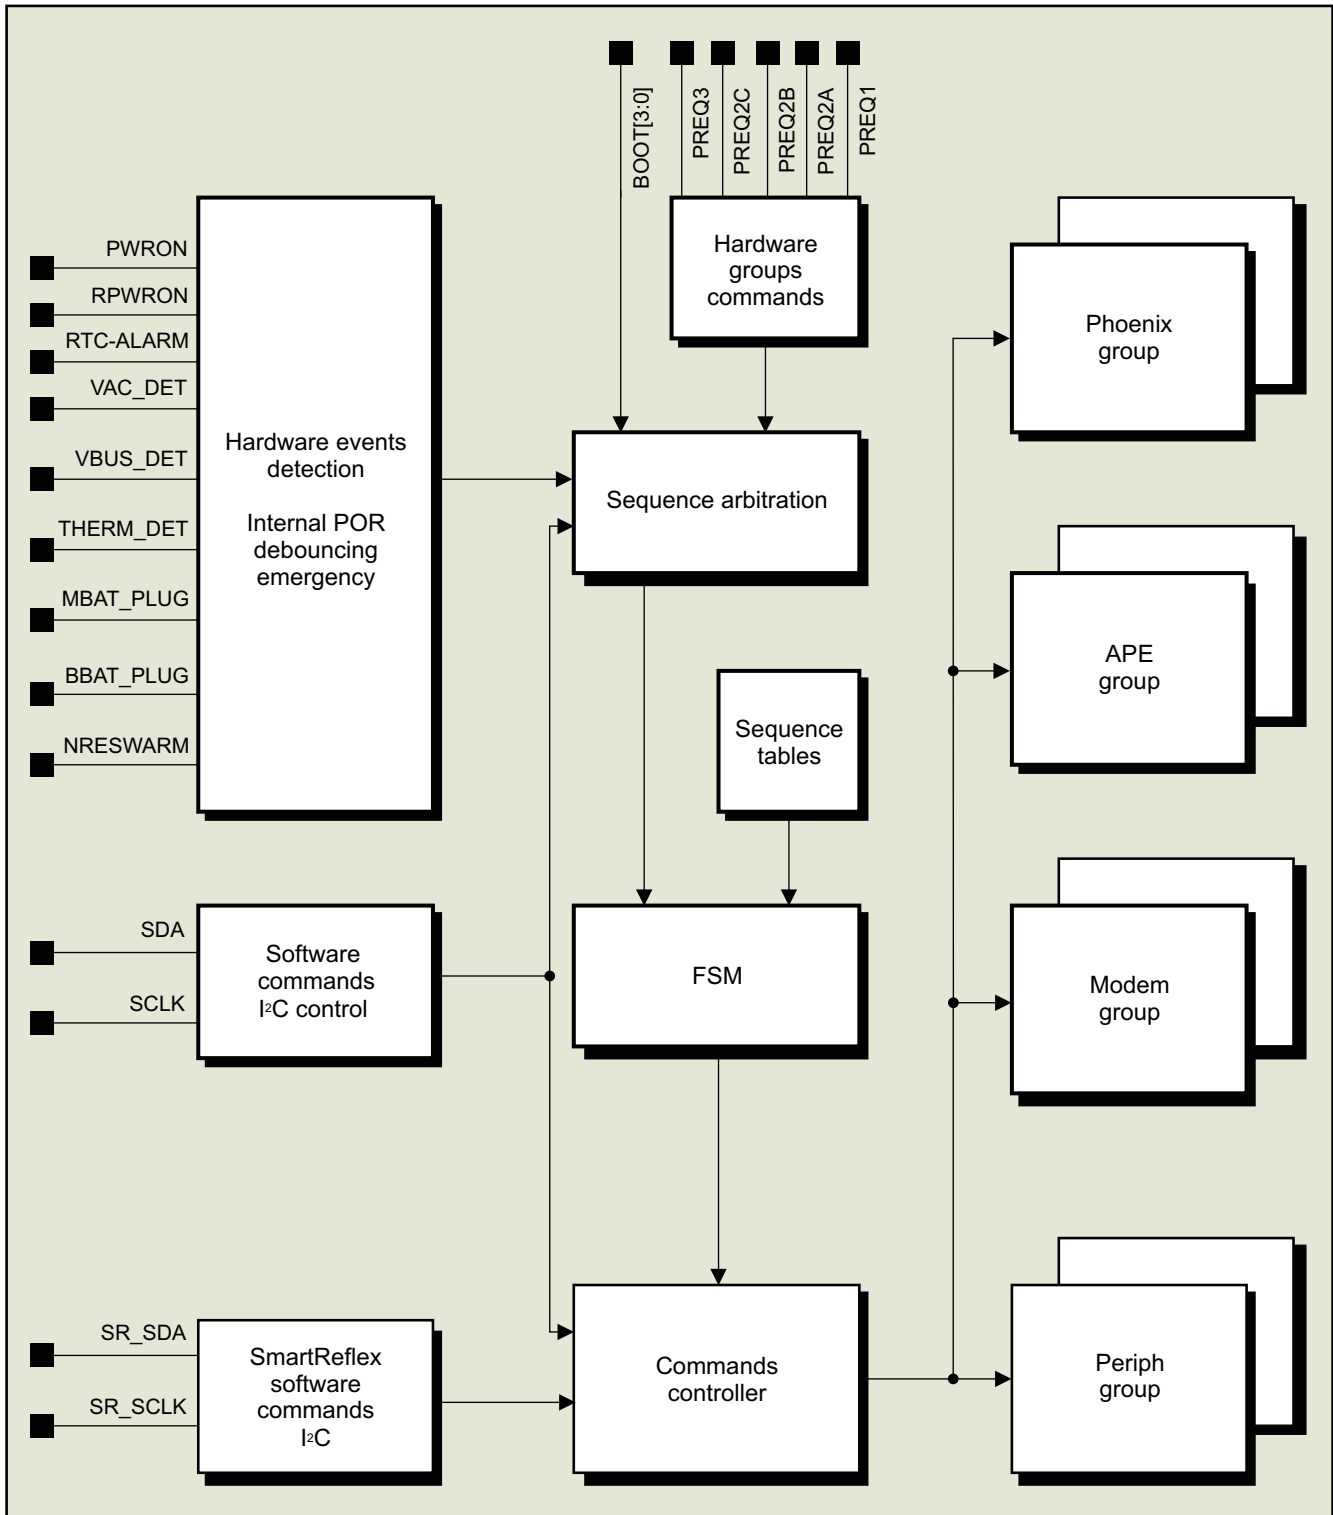 BOOT[3:0]
PREQ3
PREQ2C
PREQ2B
PREQ2A
PREQ1
PWRON
RPWRON
RTC-ALARM
VAC_DET
VBUS_DET
THERM_DET
MBAT_PLUG
BBAT_PLUG
NRESWARM
Hardware events
detection
Internal POR
debouncing
emergency
Hardware
groups
commands
Sequence arbitration
Sequence
tables
Phoenix
group
APE
group
SDA
SCLK
Software
commands
I²C control
FSM
Modem
group
SR_SDA
SR_SCLK
SmartReflex
software
commands
I²C
Commands
controller
Periph
group